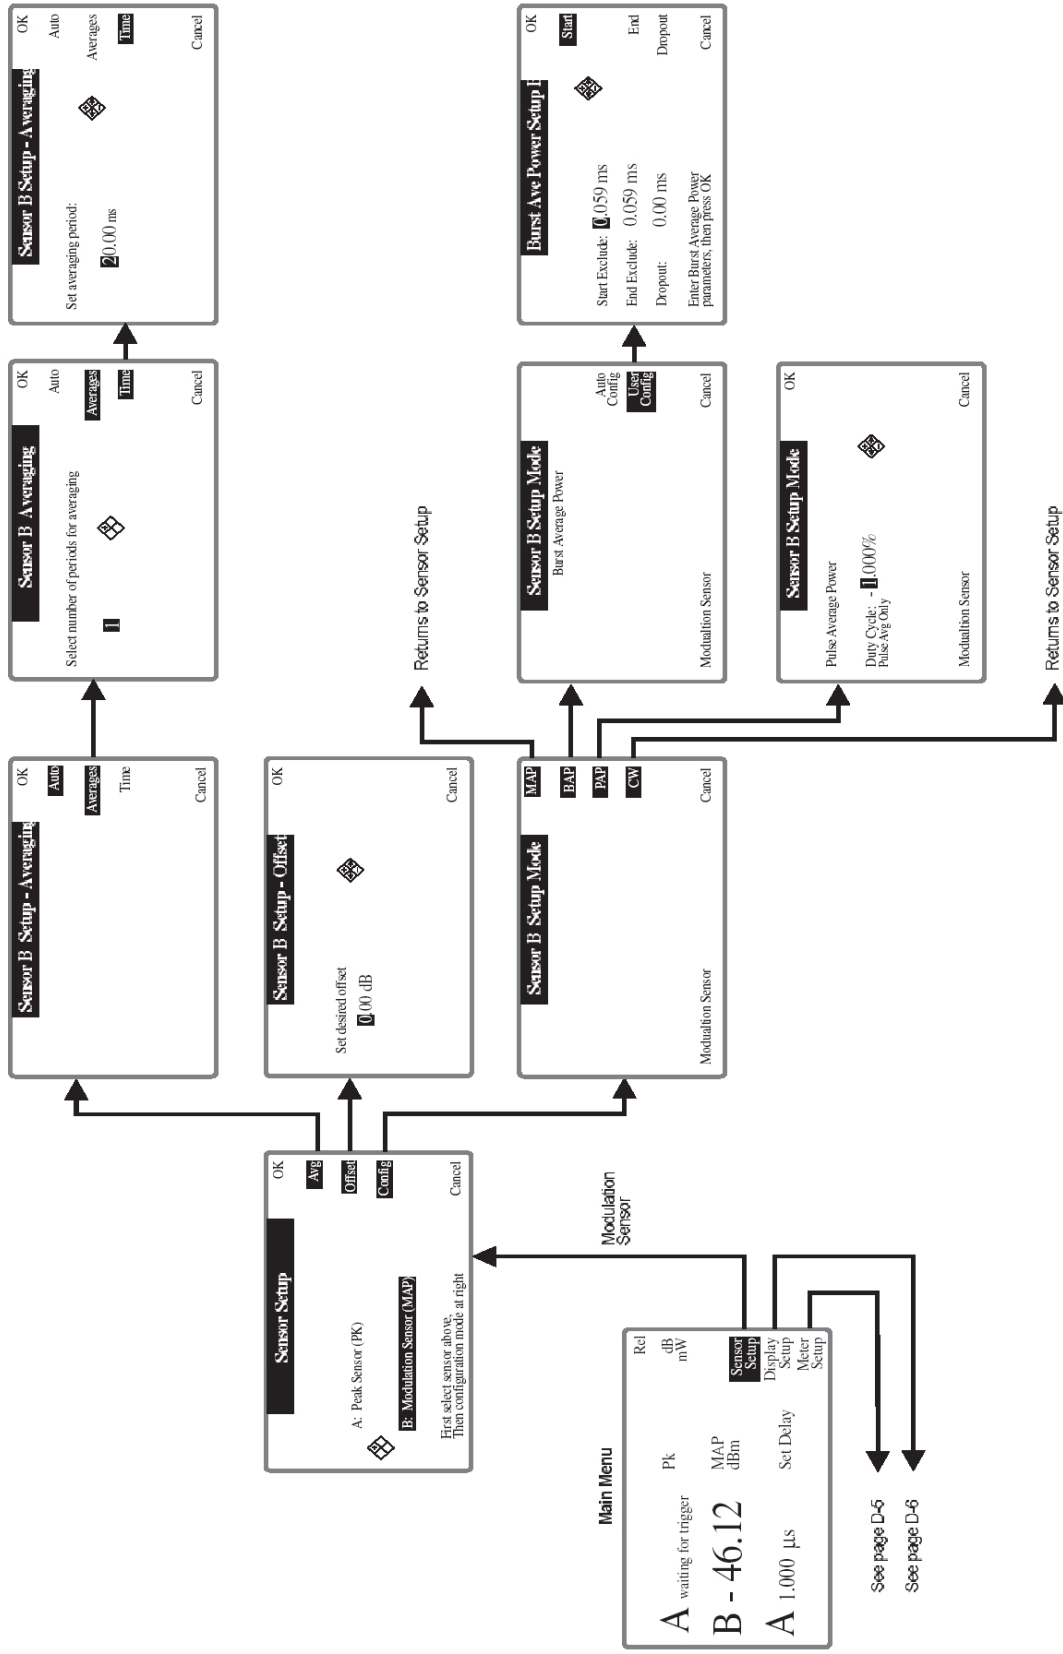 Main Menu
Rel
A waiting for trigger
Pk
dB
mW
B - 46.12
MAP
dBm
Sensor
Setup
Display
Setup
A 1.000 µs
Set Delay
Meter
Setup
See page D-5
See page D-6
Modulation
Sensor
Sensor Setup
OK
A: Peak Sensor (PK)
Avg
Offset
B: Modulation Sensor (MAP)
Config
First select sensor above,
Then configuration mode at right
Cancel
Sensor B Setup - Averaging
OK
Auto
Averages
Time
Cancel
Sensor B Averaging
OK
Select number of periods for averaging
Auto
1
Averages
Time
Cancel
Sensor B Setup - Averaging
OK
Set averaging period:
Auto
20.00 ms
Averages
Time
Cancel
Sensor B Setup - Offset
OK
Set desired offset
0.00 dB
Cancel
Sensor B Setup Mode
MAP
BAP
PAP
CW
Modualtion Sensor
Cancel
Returns to Sensor Setup
Sensor B Setup Mode
Burst Average Power
Auto
Config
User
Config
Modualtion Sensor
Cancel
Burst Ave Power Setup B
OK
Start
Start Exclude: 0.059 ms
End Exclude: 0.059 ms
End
Dropout: 0.00 ms
Dropout
Enter Burst Average Power
parameters, then press OK
Cancel
Sensor B Setup Mode
OK
Pulse Average Power
Duty Cycle: - 1.000%
Pulse Avg Only
Modualtion Sensor
Cancel
Returns to Sensor Setup